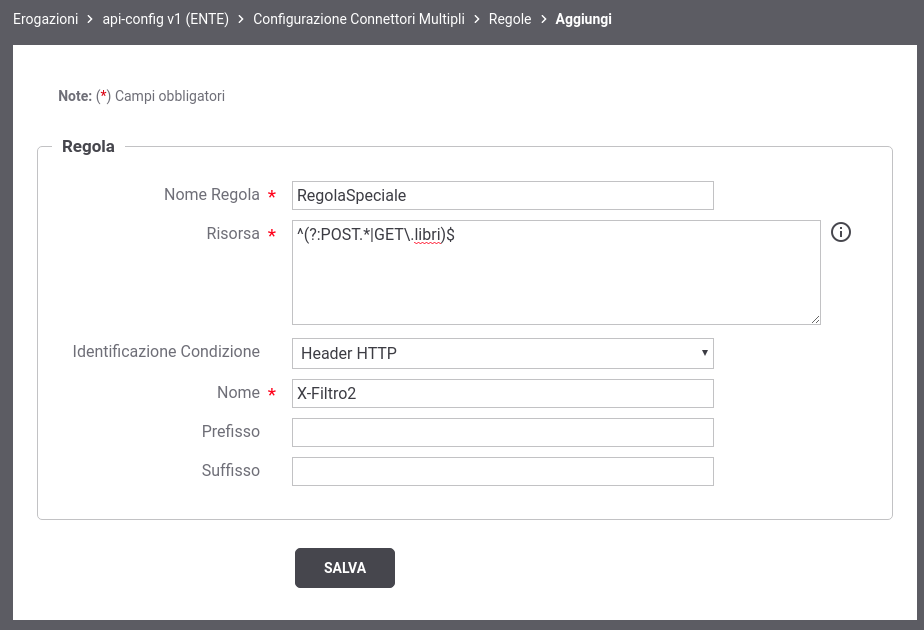 Erogazioni > api-config v1 (ENTE) > Configurazione Connettori Multipli > Regole > Aggiungi
Note: (*) Campi obbligatori
Regola
Nome Regola * RegolaSpeciale
Risorsa * ^(?:POST.*|GET\.libri)$
Identificazione Condizione Header HTTP
Nome * X-Filtro2
Prefisso
Suffisso
SALVA